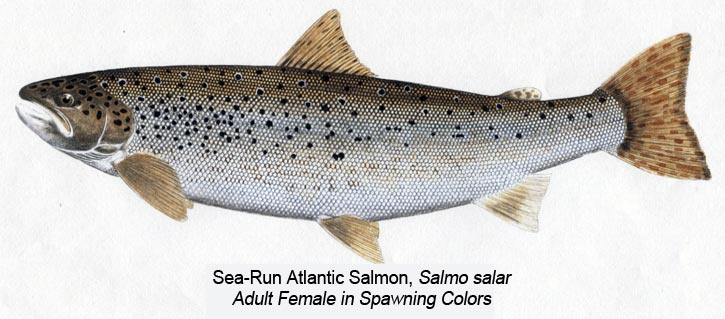 Sea-Run Atlantic Salmon, Salmo salar
Adult Female in Spawning Colors